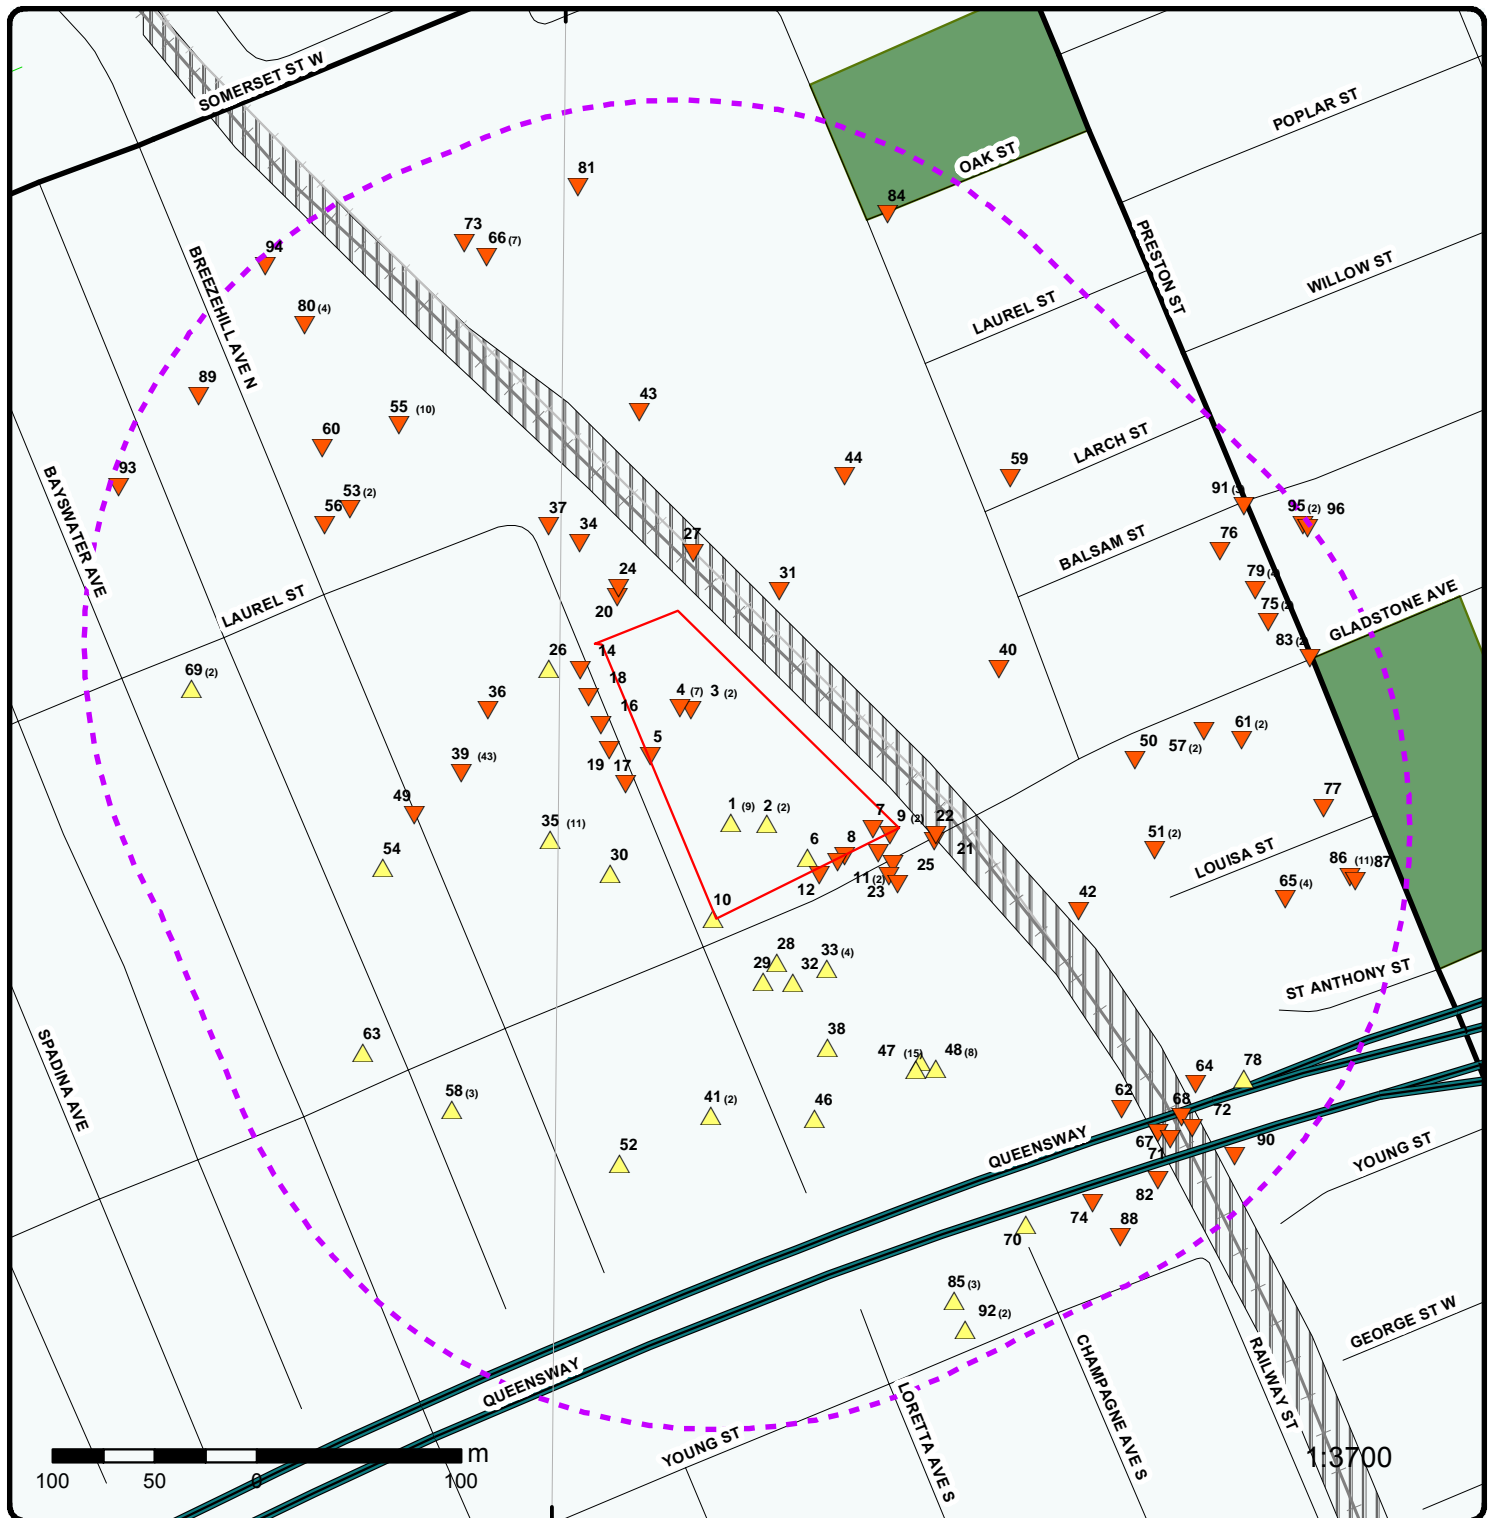 SOMERSET ST W
POPLAR ST
OAK ST
81
84
73
66 (7)
94
PRESTON ST
WILLOW ST
BREEZEHILL AVE N
80 (4)
LAUREL ST
89
43
55 (10)
60
LARCH ST
44
59
93
BAYSWATER AVE
53 (2)
56
91
95 (2) 96
37
34
27
76
BALSAM ST
24
31
79
20
75
LAUREL ST
GLADSTONE AVE
83
26
14
40
69 (2)
18
36
4 (7) 3 (2)
16
61 (2)
50
57 (2)
5
39 (43)
19 17
77
49
1 (9) 2 (2)
7
9 (2)
22
35 (11)
51 (2)
21
54
30
6
8
25
LOUISA ST
86 (11) 87
12
11 (2)
23
65 (4)
42
10
28
33 (4)
29
32
ST ANTHONY ST
SPADINA AVE
63
38
47 (15)
48 (8)
64
78
58 (3)
41 (2)
46
62
68
72
52
QUEENSWAY
67
71
90
YOUNG ST
82
74
88
70
85 (3)
92 (2)
CHAMPAGNE AVE S
RAILWAY ST
GEORGE ST W
QUEENSWAY
LORETTA AVE S
YOUNG ST
1:3700
m
100 50 0 100